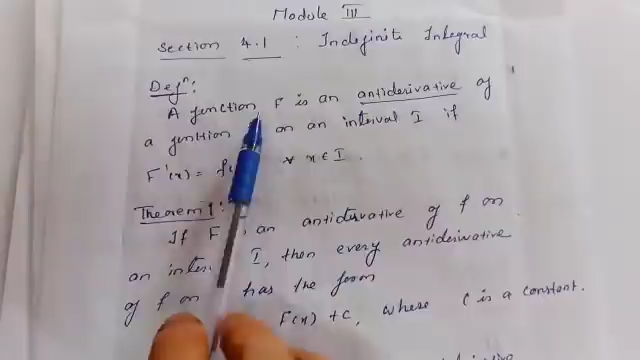 Module III
Section 4.1 : Indefinite Integral
Defⁿ:
A function F is an antiderivative of
a function on an interval I if
F'(x) = ∀ x ∈ I.
Theorem 1:
If F an antiderivative of f on
an I, then every antiderivative
of f on has the form
F(x) + C, where C is a constant.